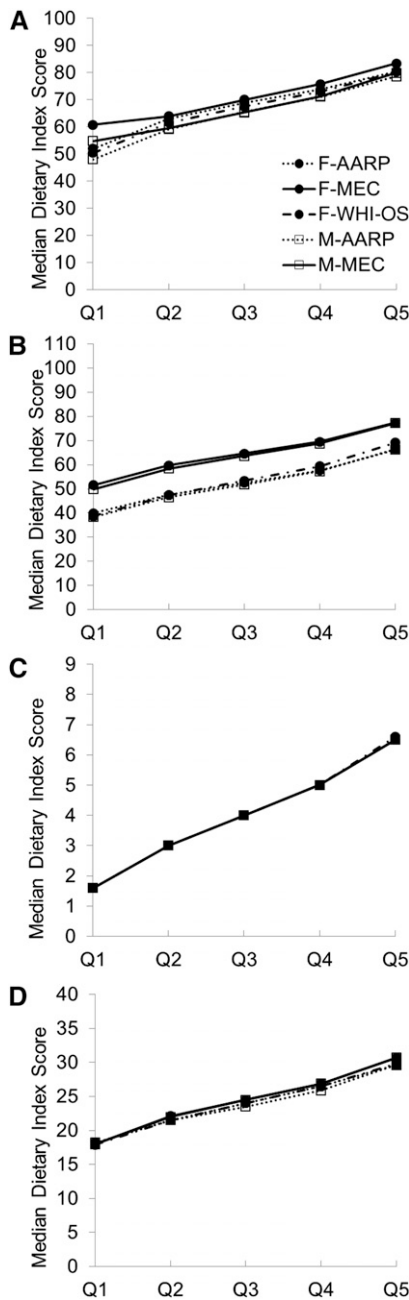 A
Median Dietary Index Score
100
90
80
70
60
50
40
30
20
10
0
F-AARP
F-MEC
F-WHI-OS
M-AARP
M-MEC
Q1 Q2 Q3 Q4 Q5
B
Median Dietary Index Score
110
100
90
80
70
60
50
40
30
20
10
0
Q1 Q2 Q3 Q4 Q5
C
Median Dietary Index Score
9
8
7
6
5
4
3
2
1
0
Q1 Q2 Q3 Q4 Q5
D
Median Dietary Index Score
40
35
30
25
20
15
10
5
0
Q1 Q2 Q3 Q4 Q5